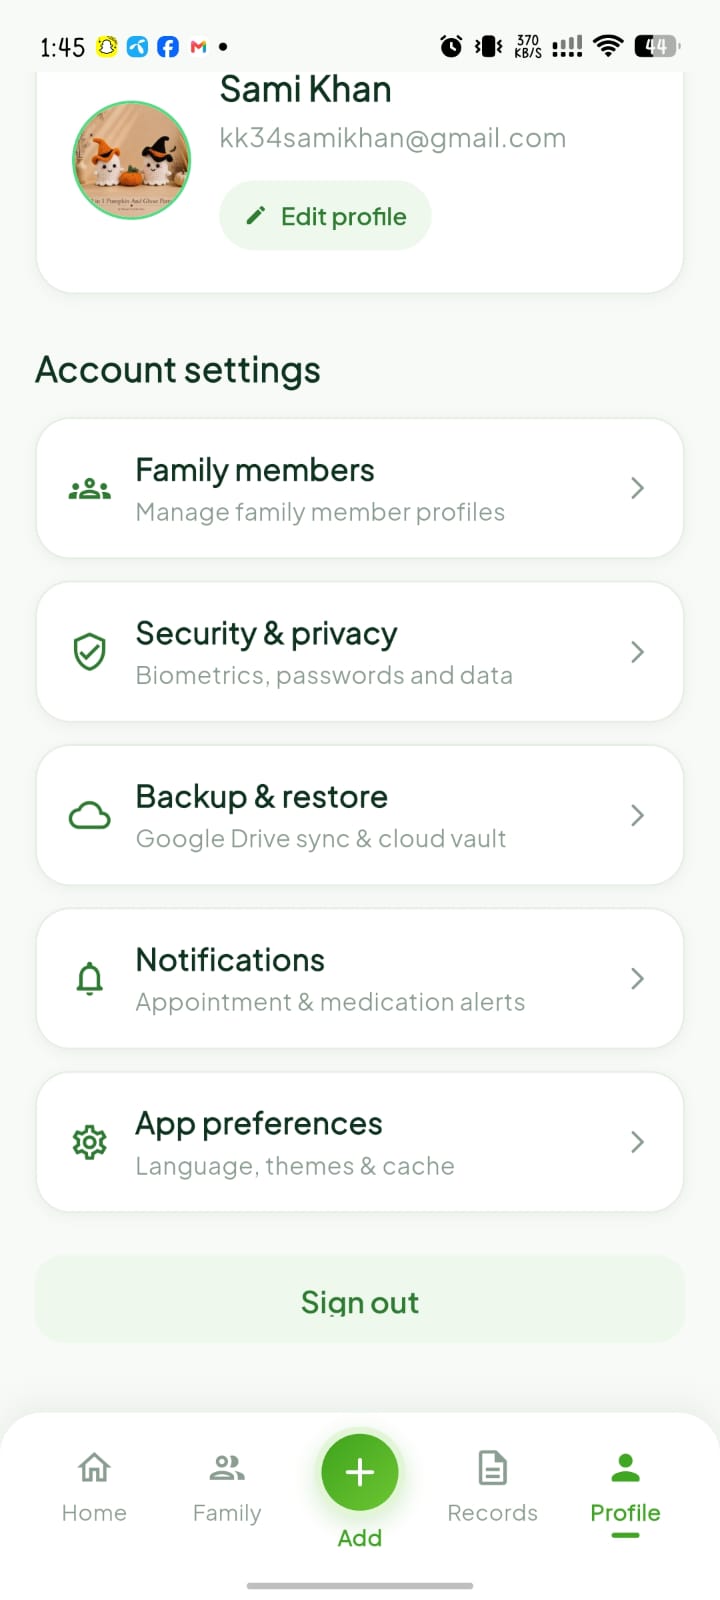 1:45
370
KB/S
44
Sami Khan
kk34samikhan@gmail.com
Edit profile
Account settings
Family members
Manage family member profiles
Security & privacy
Biometrics, passwords and data
Backup & restore
Google Drive sync & cloud vault
Notifications
Appointment & medication alerts
App preferences
Language, themes & cache
Sign out
Home
Family
Add
Records
Profile